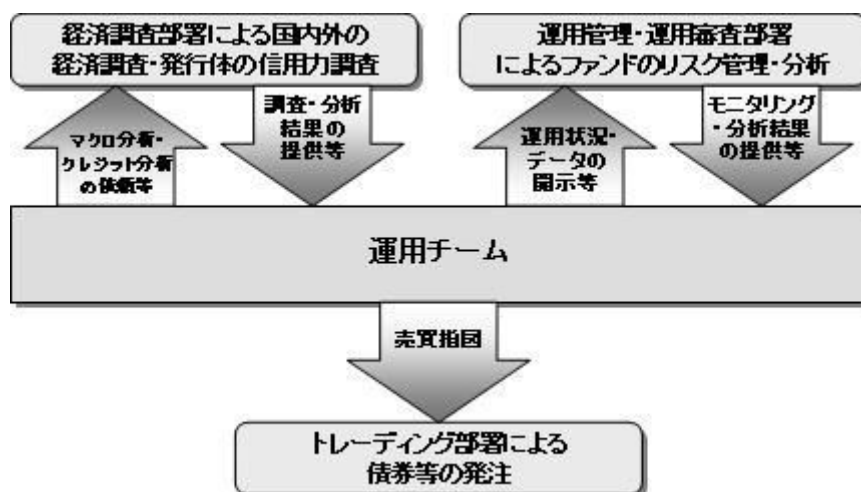 経済調査部署による国内外の
経済調査・発行体の信用力調査
運用管理・運用審査部署
によるファンドのリスク管理・分析
マクロ分析・
クレジット分析
の依頼等
調査・分析
結果の
提供等
運用状況・
データの
開示等
モニタリング
・分析結果
の提供等
運用チーム
売買指図
トレーディング部署による
債券等の発注